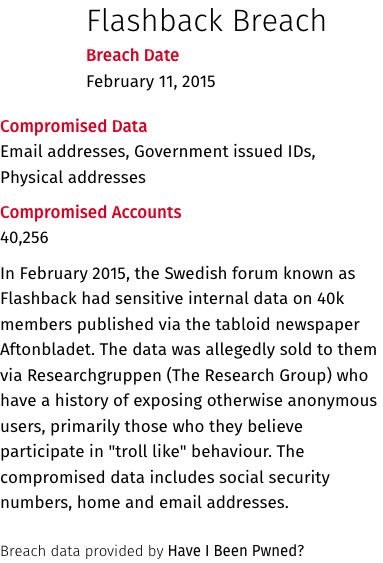 Flashback Breach
Breach Date
February 11, 2015
Compromised Data
Email addresses, Government issued IDs,
Physical addresses
Compromised Accounts
40,256
In February 2015, the Swedish forum known as
Flashback had sensitive internal data on 40k
members published via the tabloid newspaper
Aftonbladet. The data was allegedly sold to them
via Researchgruppen (The Research Group) who
have a history of exposing otherwise anonymous
users, primarily those who they believe
participate in "troll like" behaviour. The
compromised data includes social security
numbers, home and email addresses.
Breach data provided by Have I Been Pwned?